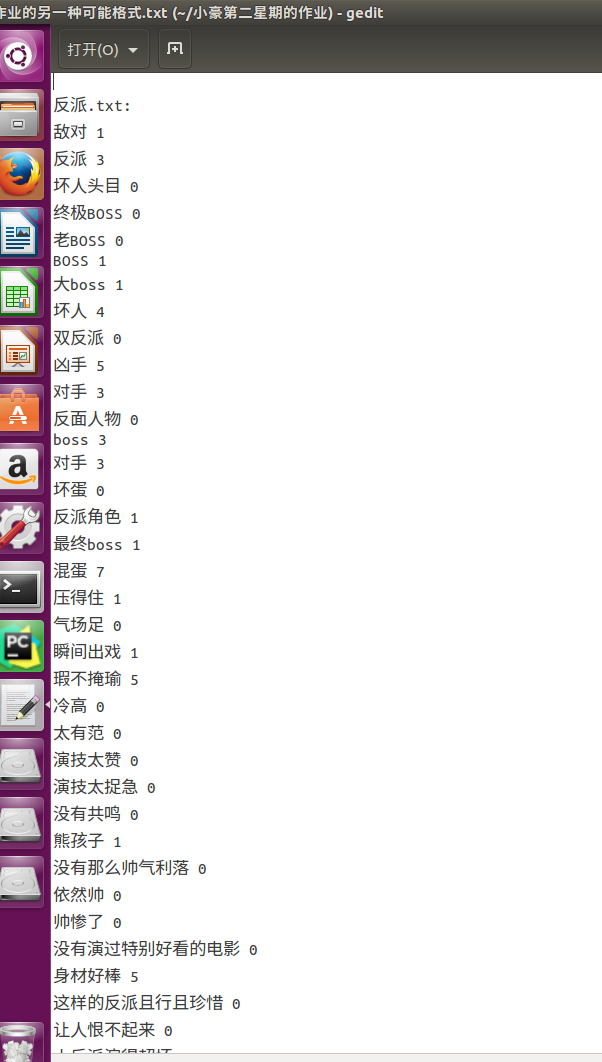 作业的另一种可能格式.txt (~/小豪第二星期的作业) - gedit
打开(O)
反派.txt:
敌对 1
反派 3
坏人头目 0
终极BOSS 0
老BOSS 0
BOSS 1
大boss 1
坏人 4
双反派 0
凶手 5
对手 3
反面人物 0
boss 3
对手 3
坏蛋 0
反派角色 1
最终boss 1
混蛋 7
压得住 1
气场足 0
瞬间出戏 1
瑕不掩瑜 5
冷高 0
太有范 0
演技太赞 0
演技太捉急 0
没有共鸣 0
熊孩子 1
没有那么帅气利落 0
依然帅 0
帅惨了 0
没有演过特别好看的电影 0
身材好棒 5
这样的反派且行且珍惜 0
让人恨不起来 0